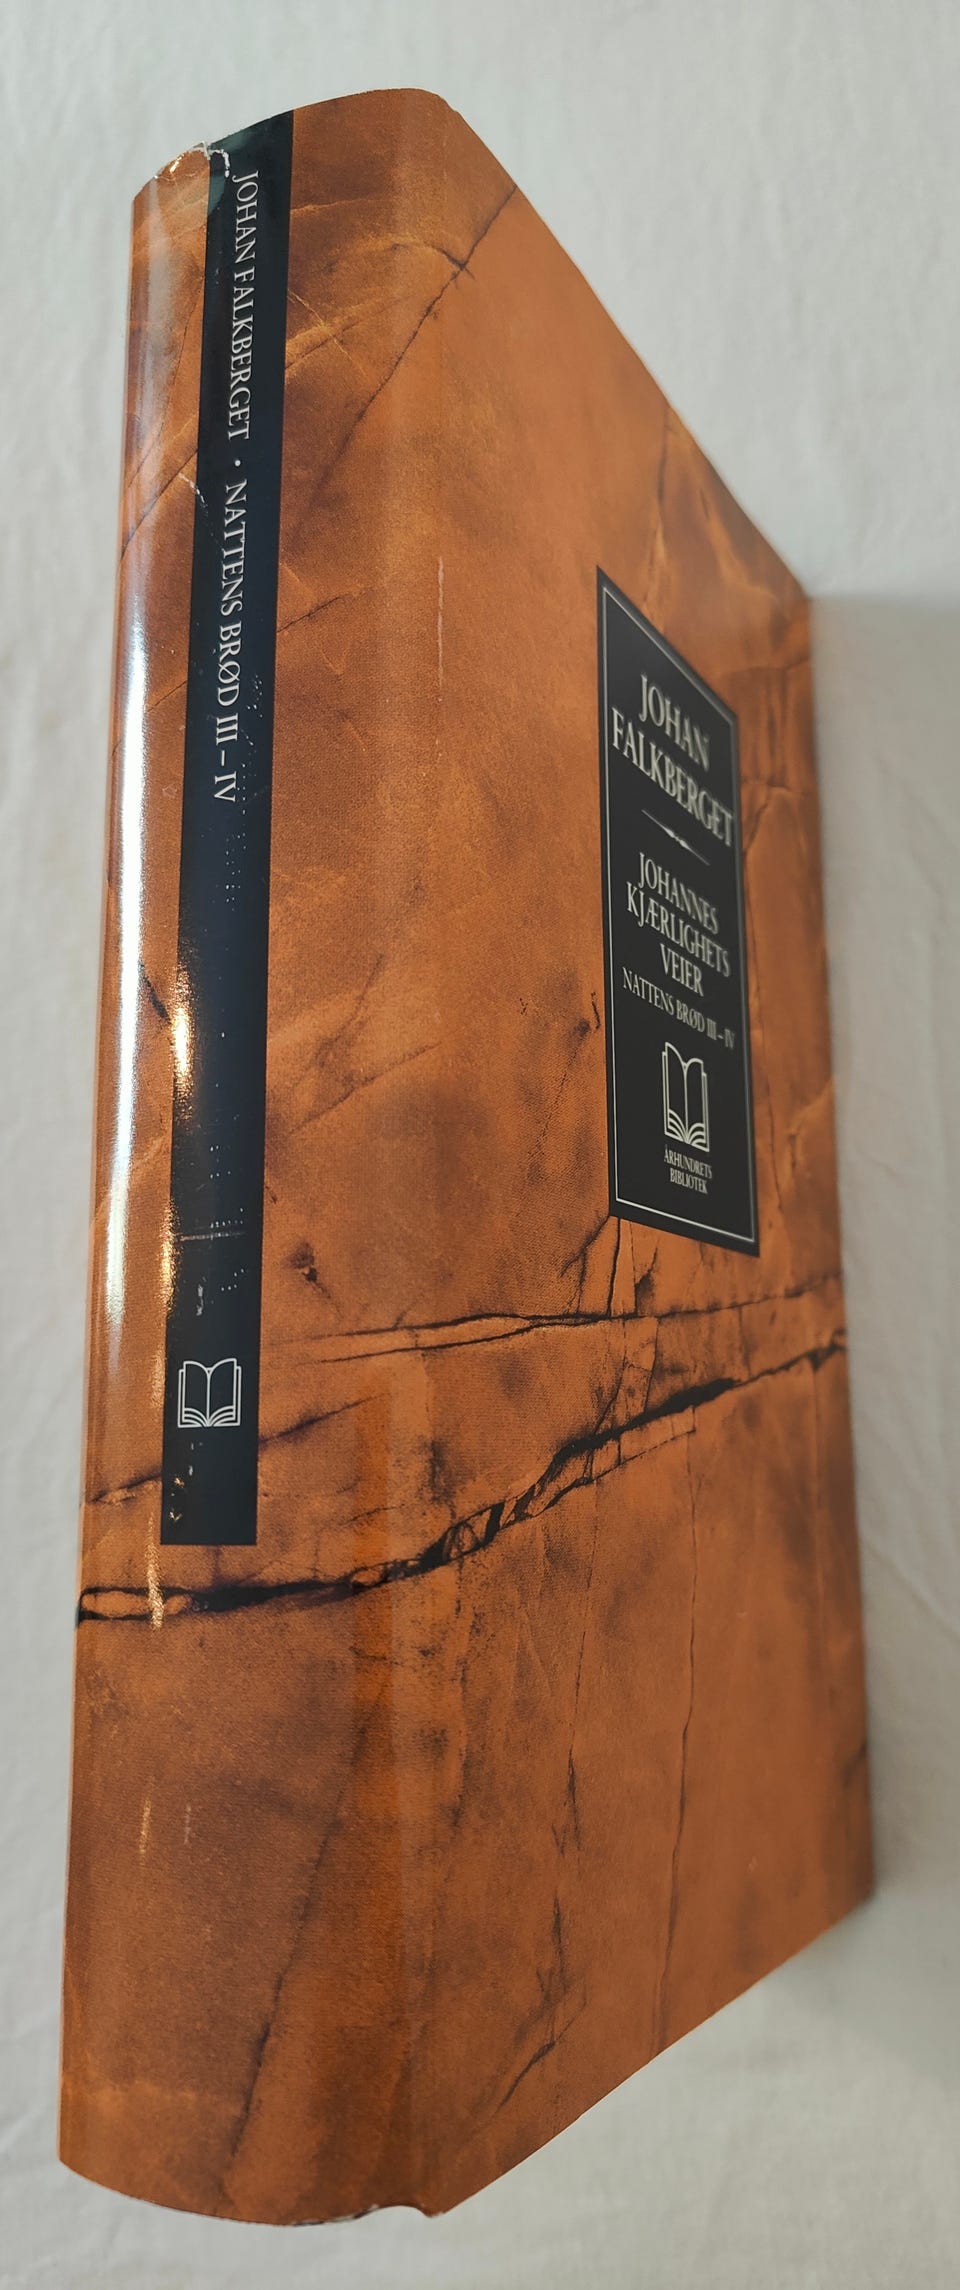 JOHAN FALKBERGET • NATTENS BRØD III – IV
JOHAN
FALKBERGET
JOHANNES
KJÆRLIGHETS
VEIER
NATTENS BRØD III – IV
ÅRHUNDRETS
BIBLIOTEK